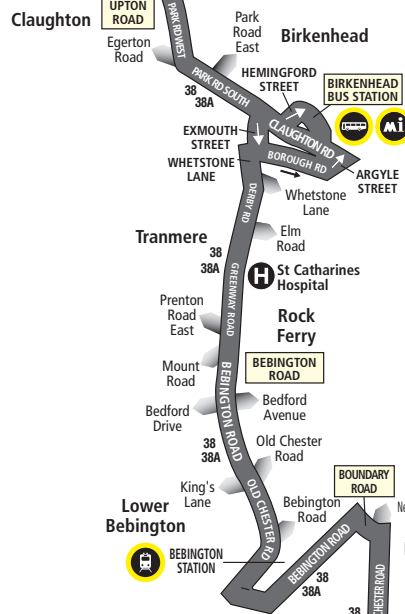 UPTON
ROAD
Claughton
PARK RD WEST
Park
Road
East
Birkenhead
Egerton
Road
PARK RD SOUTH
HEMINGFORD
STREET
38
38A
BIRKENHEAD
BUS STATION
mi
EXMOUTH
STREET
CLAUGHTON RD
WHETSTONE
LANE
BOROUGH RD
ARGYLE
STREET
DERBY RD
Whetstone
Lane
Elm
Road
Tranmere
38
38A
GREENWAY ROAD
H
St Catharines
Hospital
Prenton
Road
East
Rock
Ferry
Mount
Road
BEBINGTON
ROAD
BEBINGTON ROAD
Bedford
Drive
Bedford
Avenue
38
38A
Old Chester
Road
King's
Lane
OLD CHESTER RD
BOUNDARY
ROAD
Lower
Bebington
Bebington
Road
BEBINGTON
STATION
BEBINGTON ROAD
38
38A
38